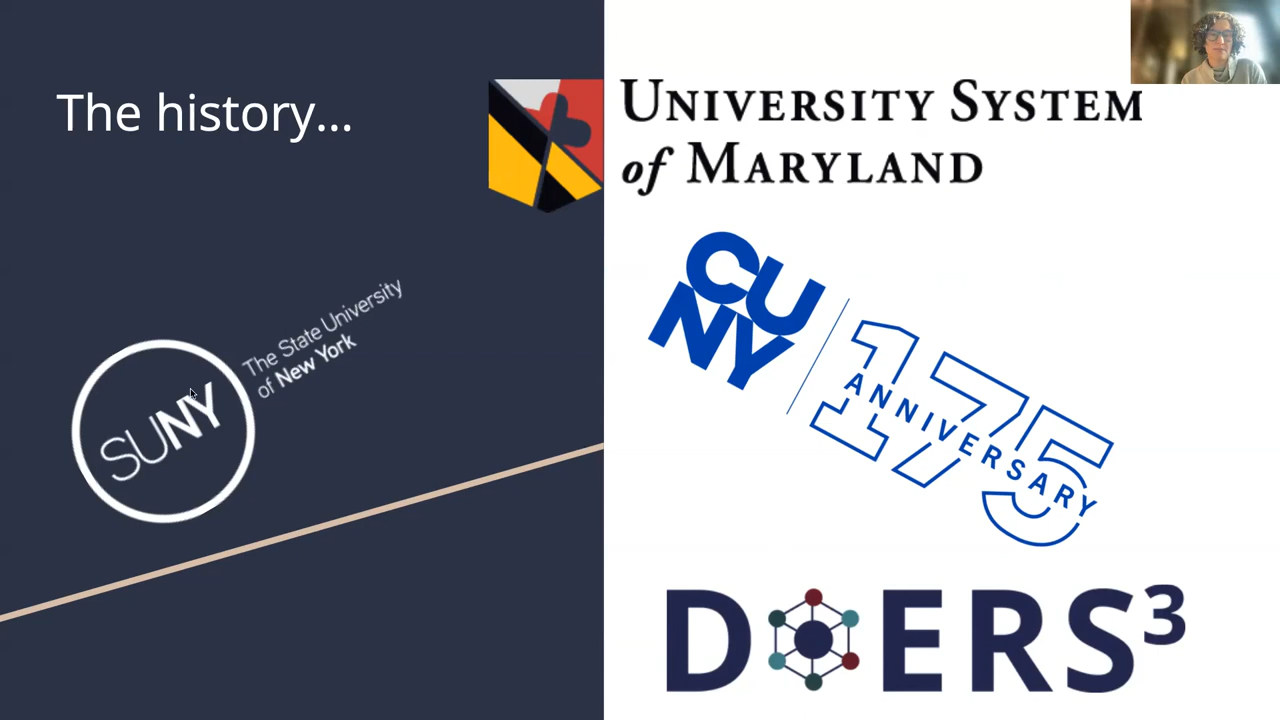 The history...
UNIVERSITY SYSTEM
of MARYLAND
SUNY
The State University
of New York
CU
NY
175
ANNIVERSARY
DOERS³